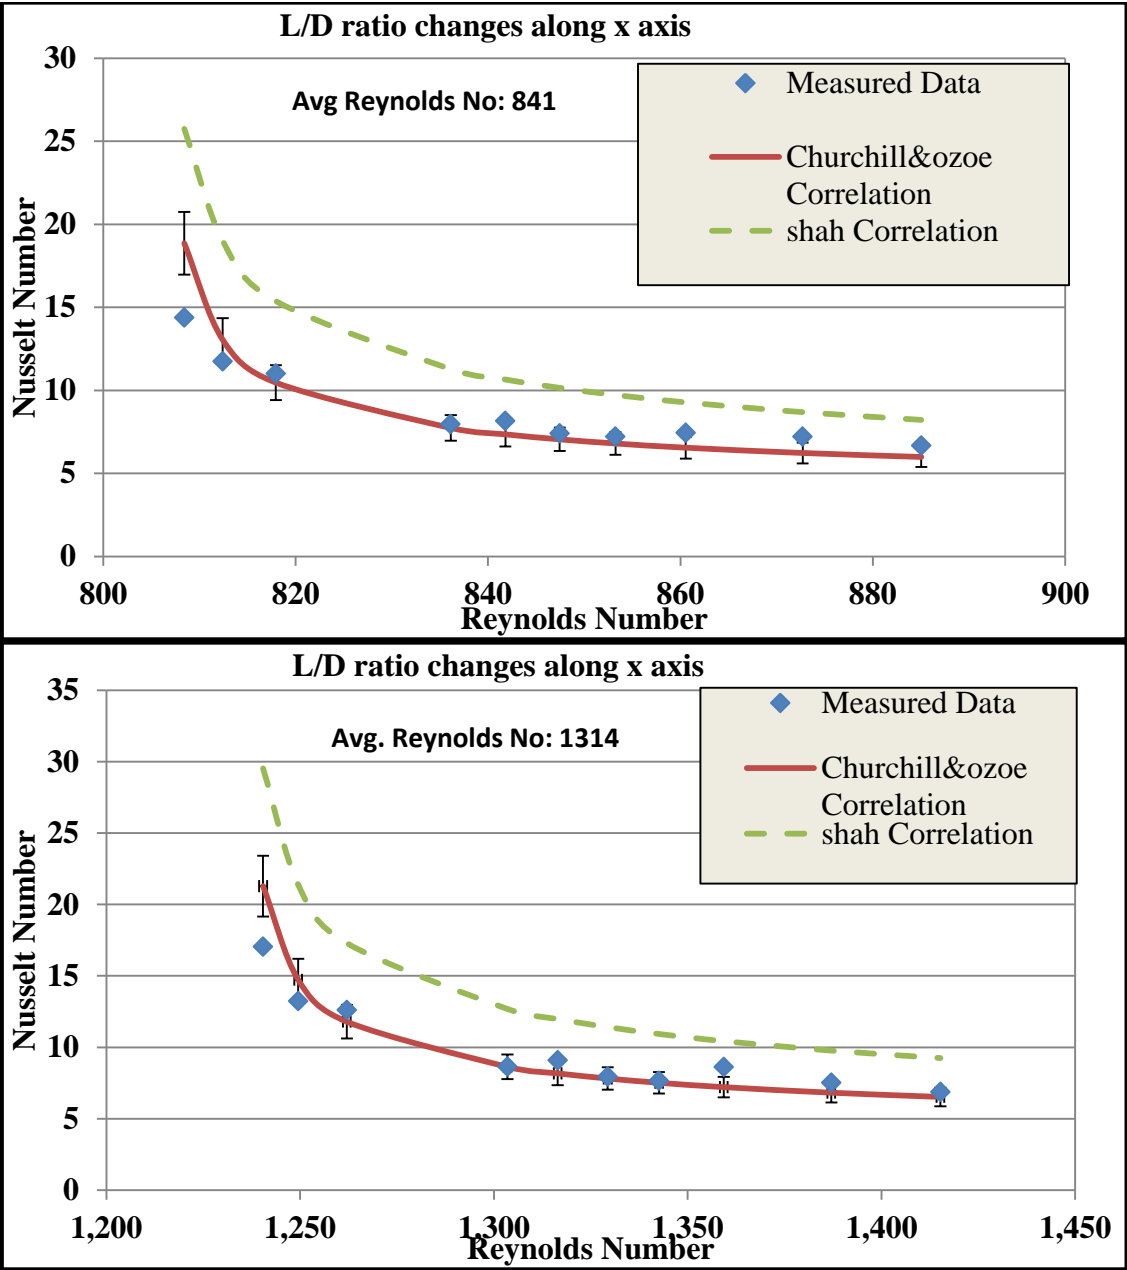 L/D ratio changes along x axis
30
25
20
15
10
5
0
Nusselt Number
Avg Reynolds No: 841
Measured Data
Churchill&ozoe
Correlation
shah Correlation
800
820
840
860
880
900
Reynolds Number
L/D ratio changes along x axis
35
30
25
20
15
10
5
0
Nusselt Number
Avg. Reynolds No: 1314
Measured Data
Churchill&ozoe
Correlation
shah Correlation
1,200
1,250
1,300
1,350
1,400
1,450
Reynolds Number